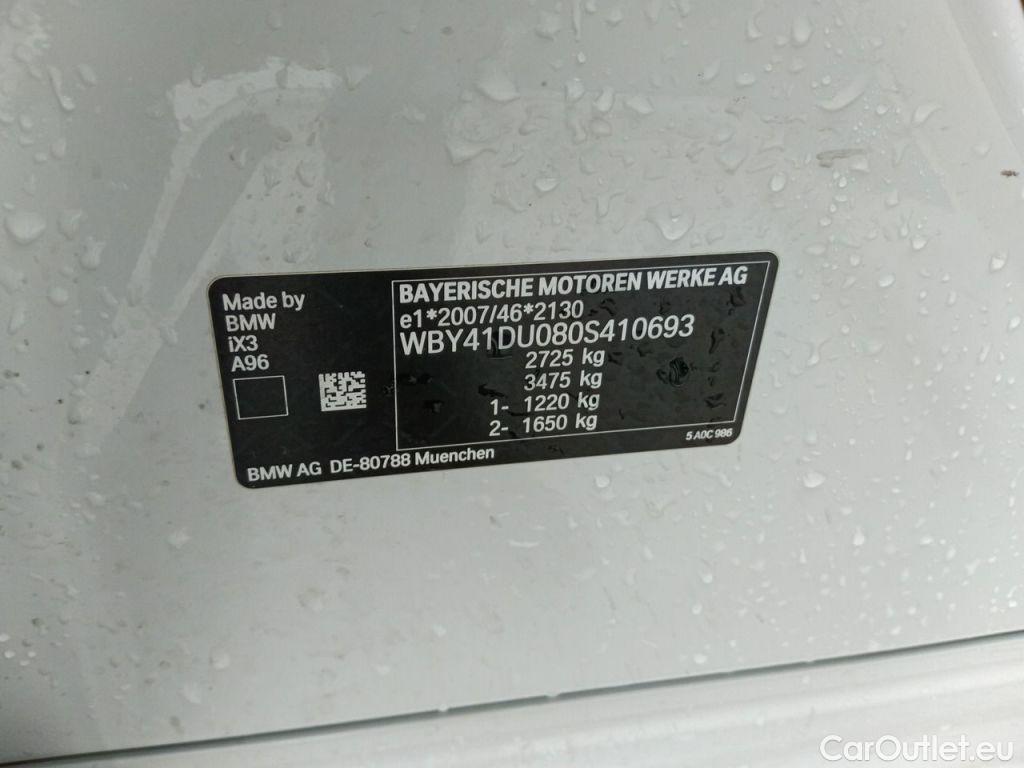 Made by
BMW
iX3
A96
BAYERISCHE MOTOREN WERKE AG
e1*2007/46*2130
WBY41DU080S410693
2725 kg
3475 kg
1- 1220 kg
2- 1650 kg
5 A0C 986
BMW AG DE-80788 Muenchen
CarOutlet.eu